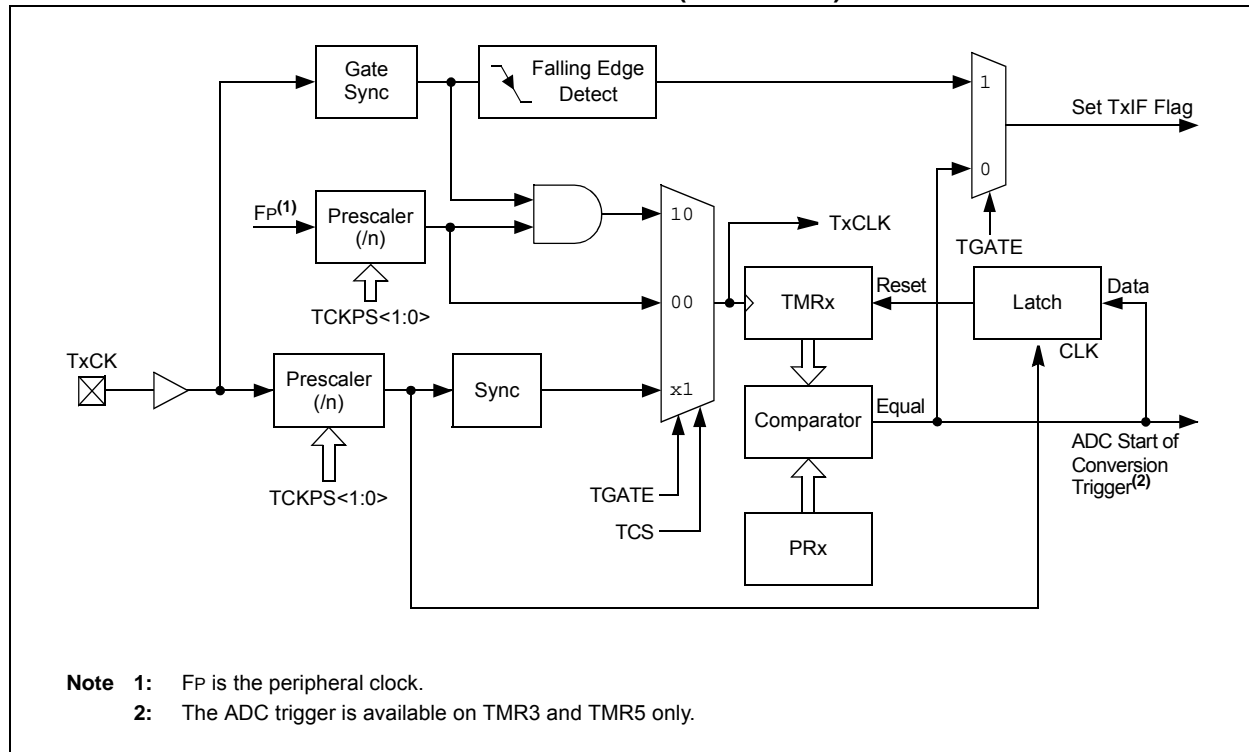 Gate
Sync
Falling Edge
Detect
1
Set TxIF Flag
0
FP(1)
Prescaler
(/n)
10
TxCLK
TGATE
TCKPS<1:0>
00
TMRx
Reset
Latch
Data
CLK
TxCK
Prescaler
(/n)
Sync
x1
Comparator
Equal
ADC Start of
Conversion
Trigger(2)
TCKPS<1:0>
TGATE
TCS
PRx
Note 1: FP is the peripheral clock.
2: The ADC trigger is available on TMR3 and TMR5 only.